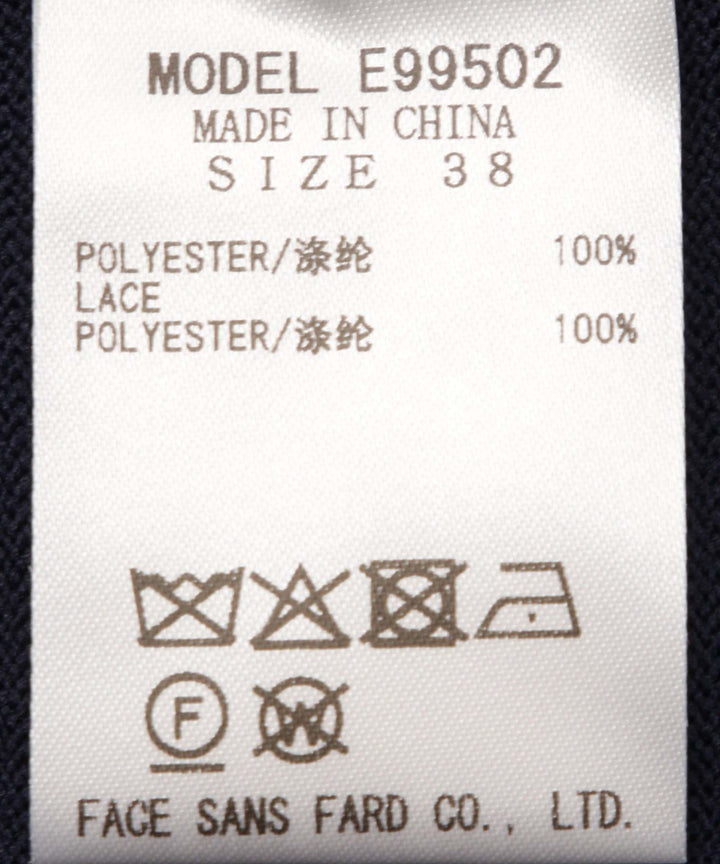 MODEL E99502
MADE IN CHINA
SIZE 38
POLYESTER/涤纶 100%
LACE
POLYESTER/涤纶 100%
F W
FACE SANS FARD CO., LTD.